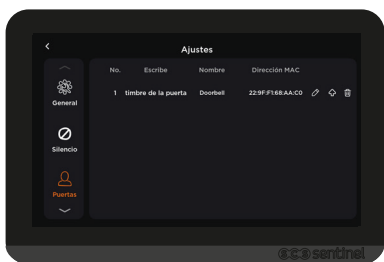 Ajustes
No. Escribe Nombre Dirección MAC
1 timbre de la puerta Doorbell 22:9F:F1:68:AA:C0
General
Silencio
Puertas
eco sentinel